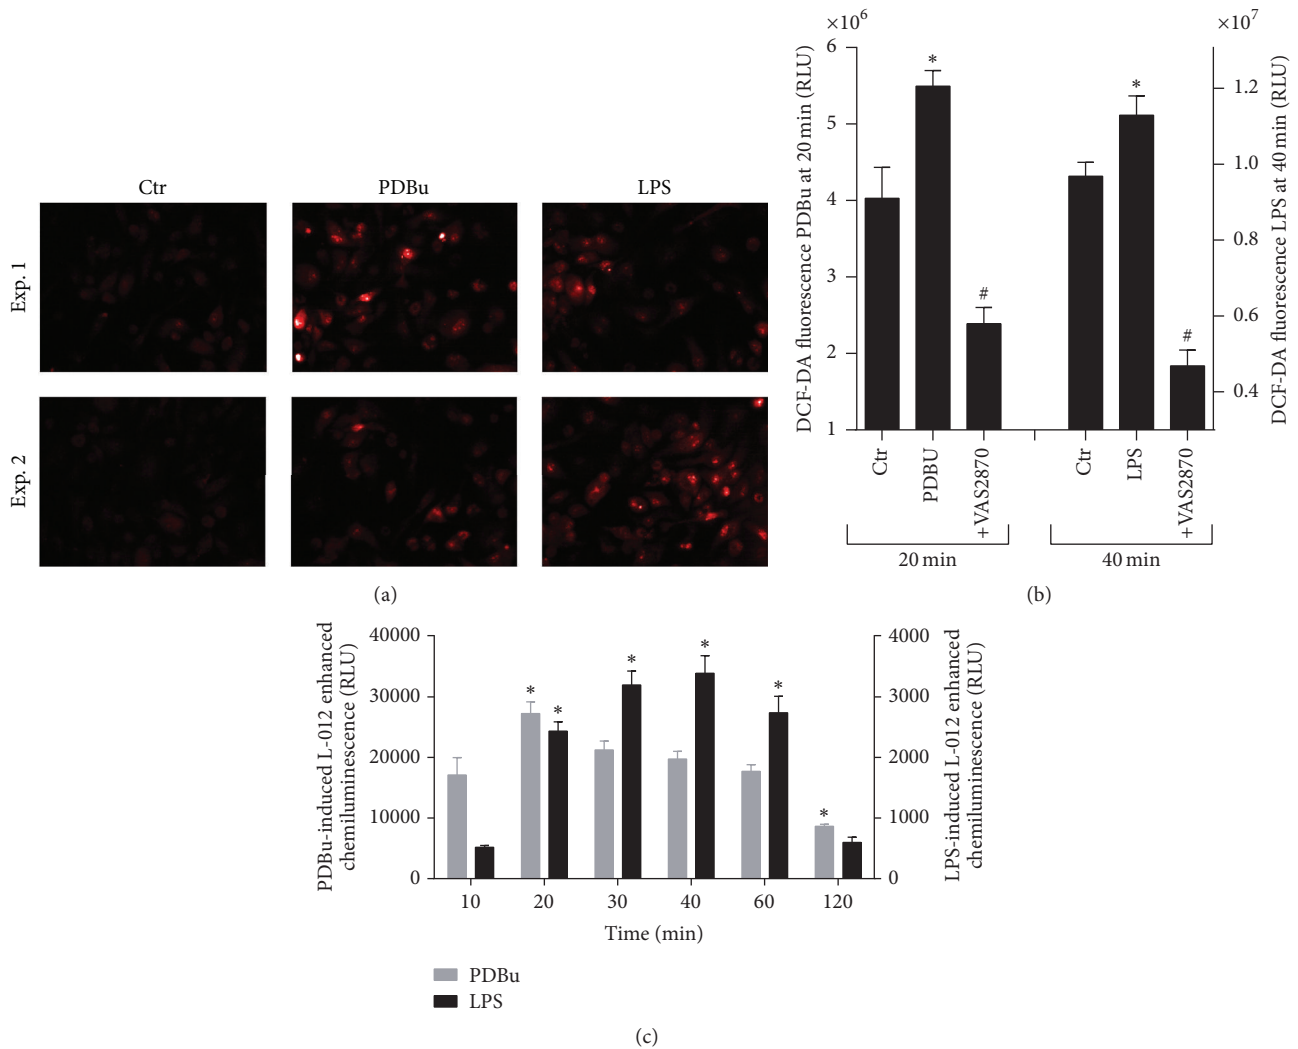 Ctr PDBu LPS
Exp. 1
Exp. 2
(a)
×10⁶ ×10⁷
DCF-DA fluorescence PDBu at 20 min (RLU)
6
5
4
3
2
1
* # * #
DCF-DA fluorescence LPS at 40 min (RLU)
1.2
1.0
0.8
0.6
0.4
Ctr
PDBU
+VAS2870
Ctr
LPS
+VAS2870
20 min 40 min
(b)
PDBu-induced L-012 enhanced
chemiluminescence (RLU)
40000
30000
20000
10000
0
* * * * * *
4000
3000
2000
1000
0
LPS-induced L-012 enhanced
chemiluminescence (RLU)
10 20 30 40 60 120
Time (min)
PDBu
LPS
(c)